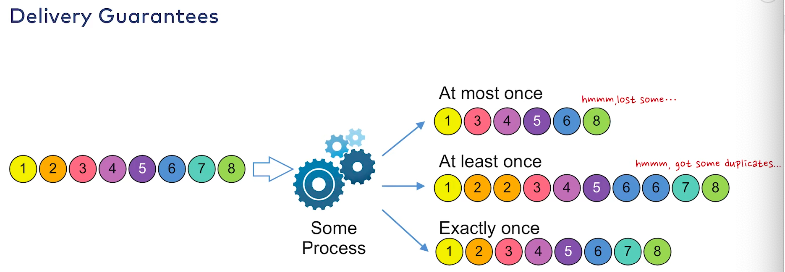 Delivery Guarantees
At most once
hmmm,lost some...
1 3 4 5 6 8
At least once
hmmm, got some duplicates...
1 2 3 4 5 6 7 8
1 2 2 3 4 5 6 6 7 8
Some
Process
Exactly once
1 2 3 4 5 6 7 8